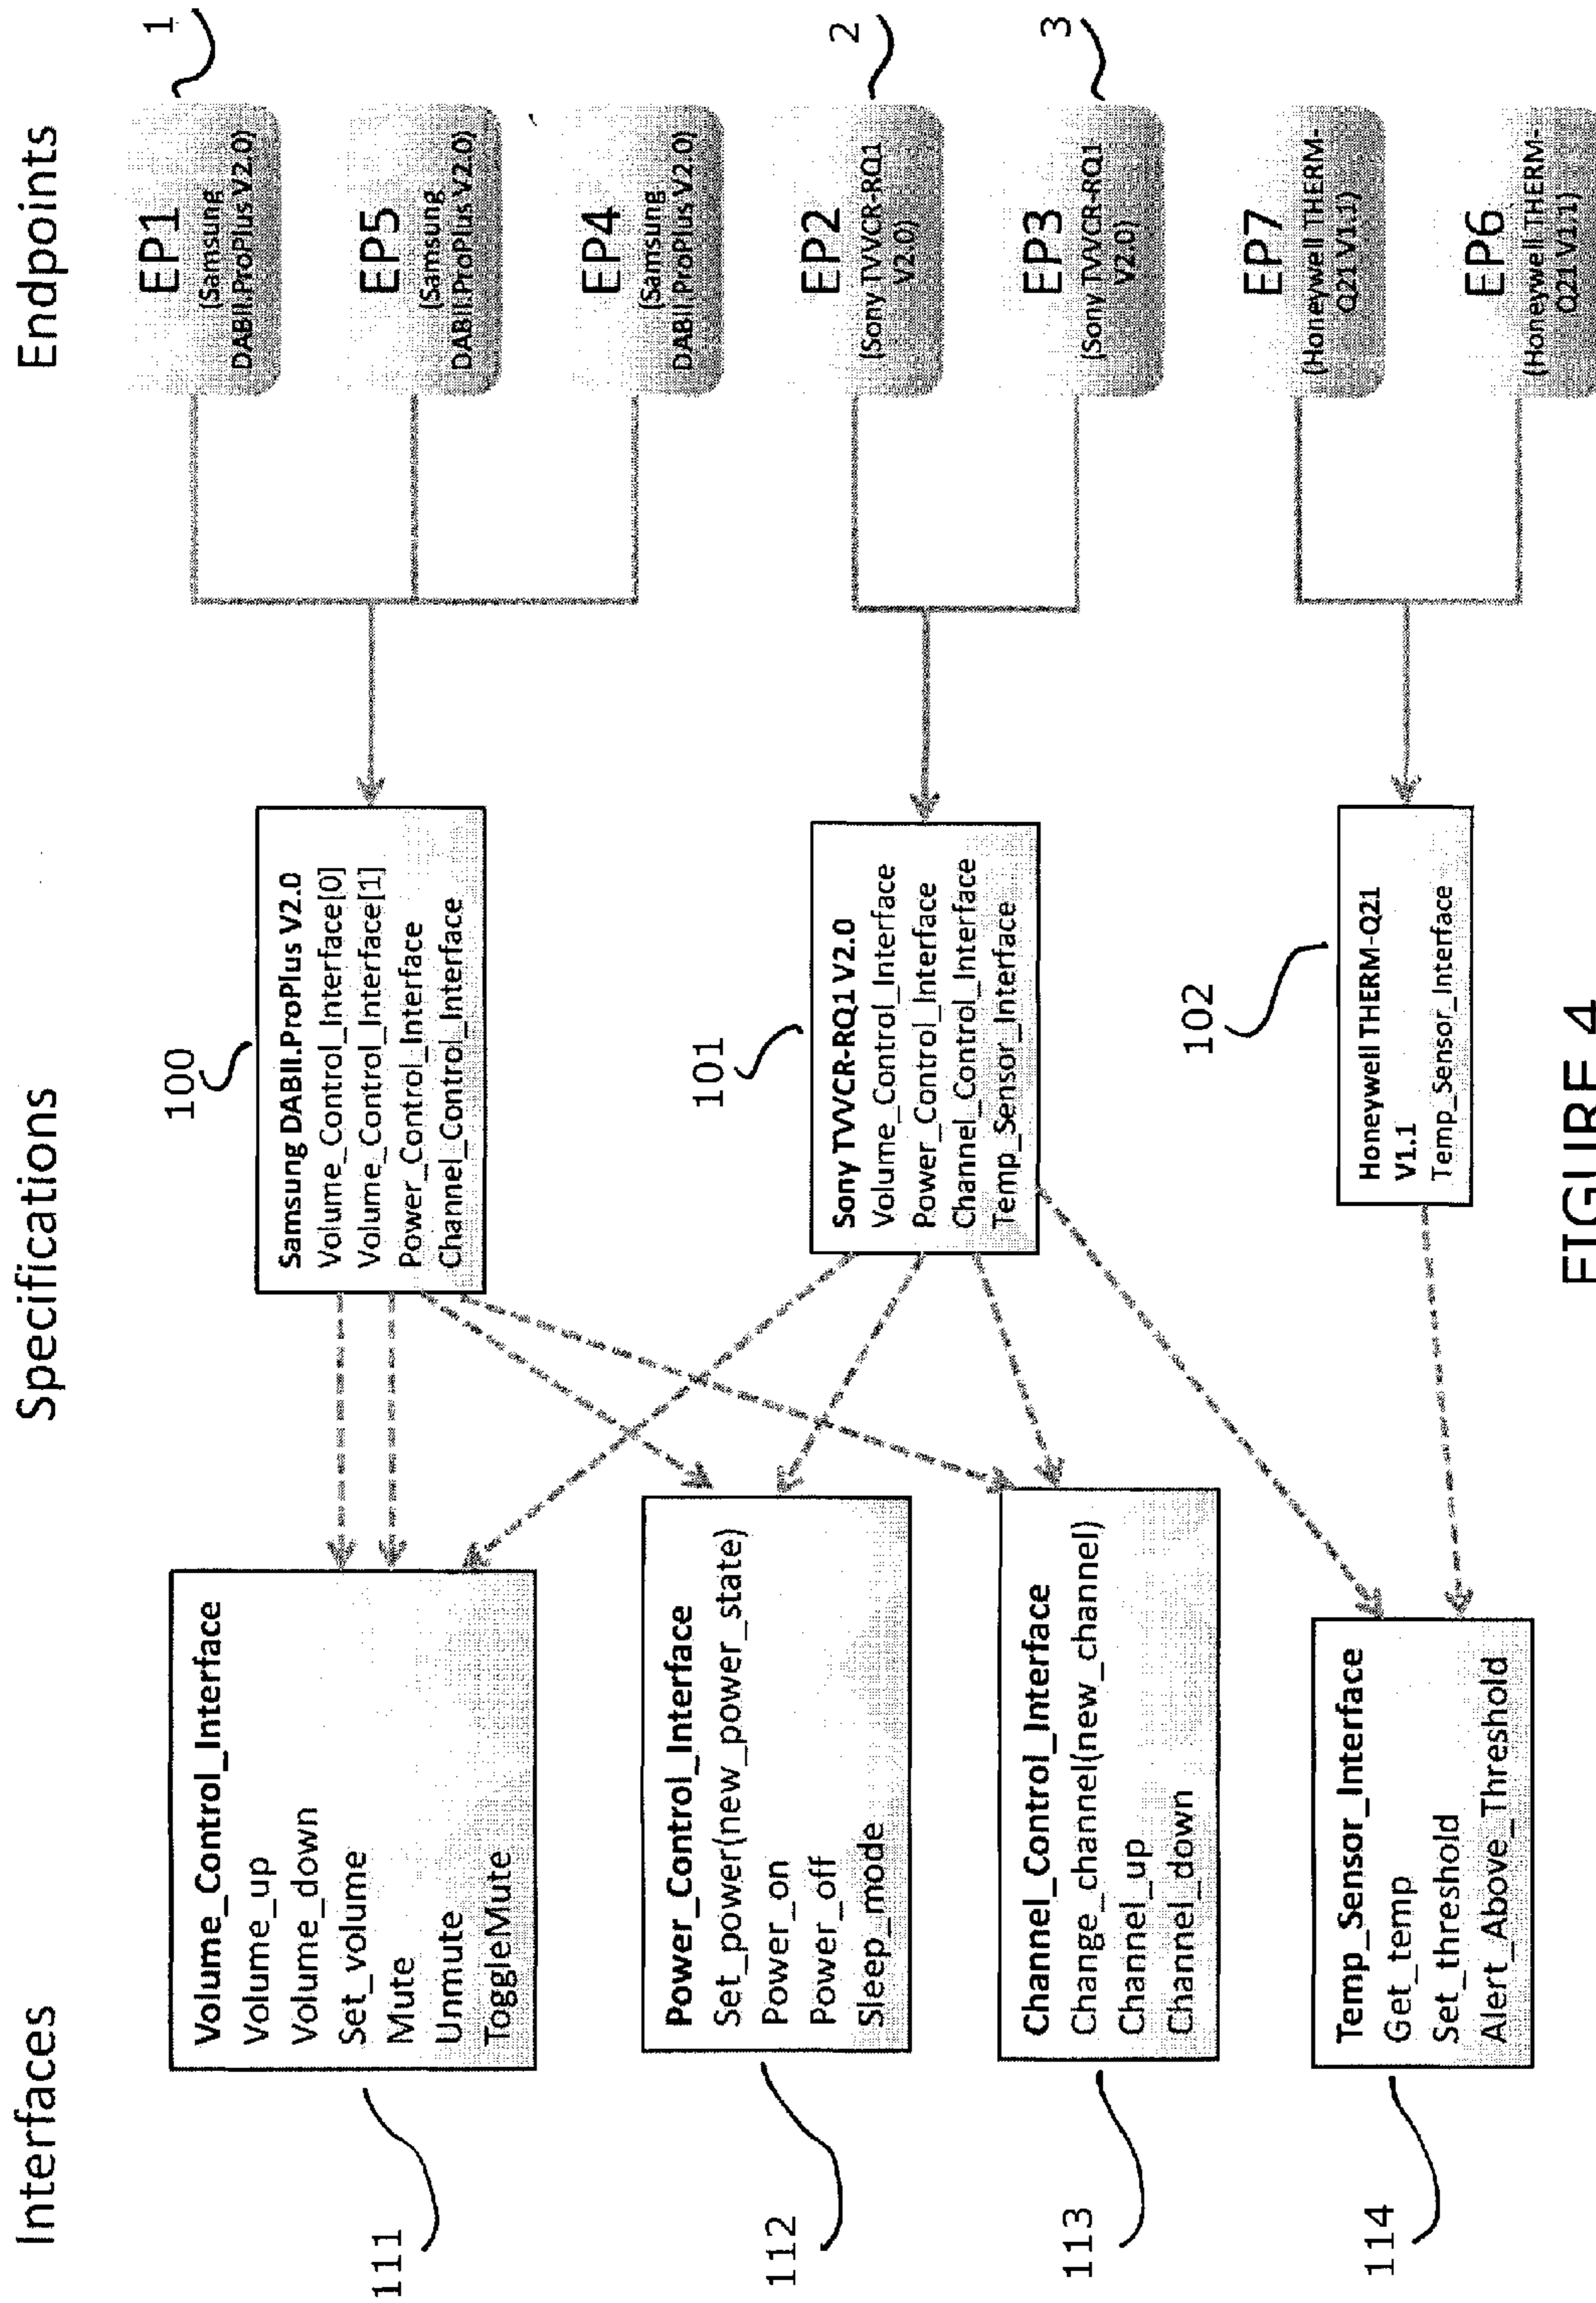 Interfaces
Specifications
Endpoints
111
Volume_Control_Interface
Volume_up
Volume_down
Set_volume
Mute
Unmute
ToggleMute
112
Power_Control_Interface
Set_power(new_power_state)
Power_on
Power_off
Sleep_mode
113
Channel_Control_Interface
Change_channel(new_channel)
Channel_up
Channel_down
114
Temp_Sensor_Interface
Get_temp
Set_threshold
Alert_Above_Threshold
100
Samsung DABII.ProPlus V2.0
Volume_Control_Interface[0]
Volume_Control_Interface[1]
Power_Control_Interface
Channel_Control_Interface
101
Sony TVVCR-RQ1 V2.0
Volume_Control_Interface
Power_Control_Interface
Channel_Control_Interface
Temp_Sensor_Interface
102
Honeywell THERM-Q21
V1.1
Temp_Sensor_Interface
EP1
(Samsung
DABII.ProPlus V2.0)
1
EP5
(Samsung
DABII.ProPlus V2.0)
EP4
(Samsung
DABII.ProPlus V2.0)
EP2
(Sony TVVCR-RQ1
V2.0)
2
EP3
(Sony TVVCR-RQ1
V2.0)
3
EP7
(Honeywell THERM-
Q21 V1.1)
EP6
(Honeywell THERM-
Q21 V1.1)
FIGURE 4